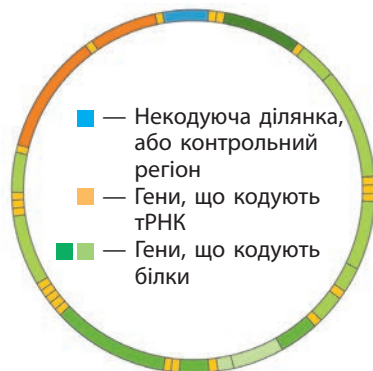 — Некодуюча ділянка,
або контрольний
регіон
— Гени, що кодують
тРНК
— Гени, що кодують
білки